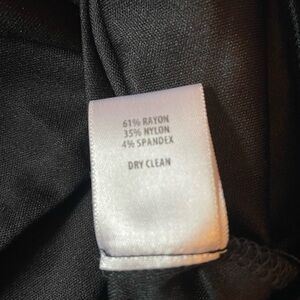 61% RAYON
35% NYLON
4% SPANDEX
DRY CLEAN